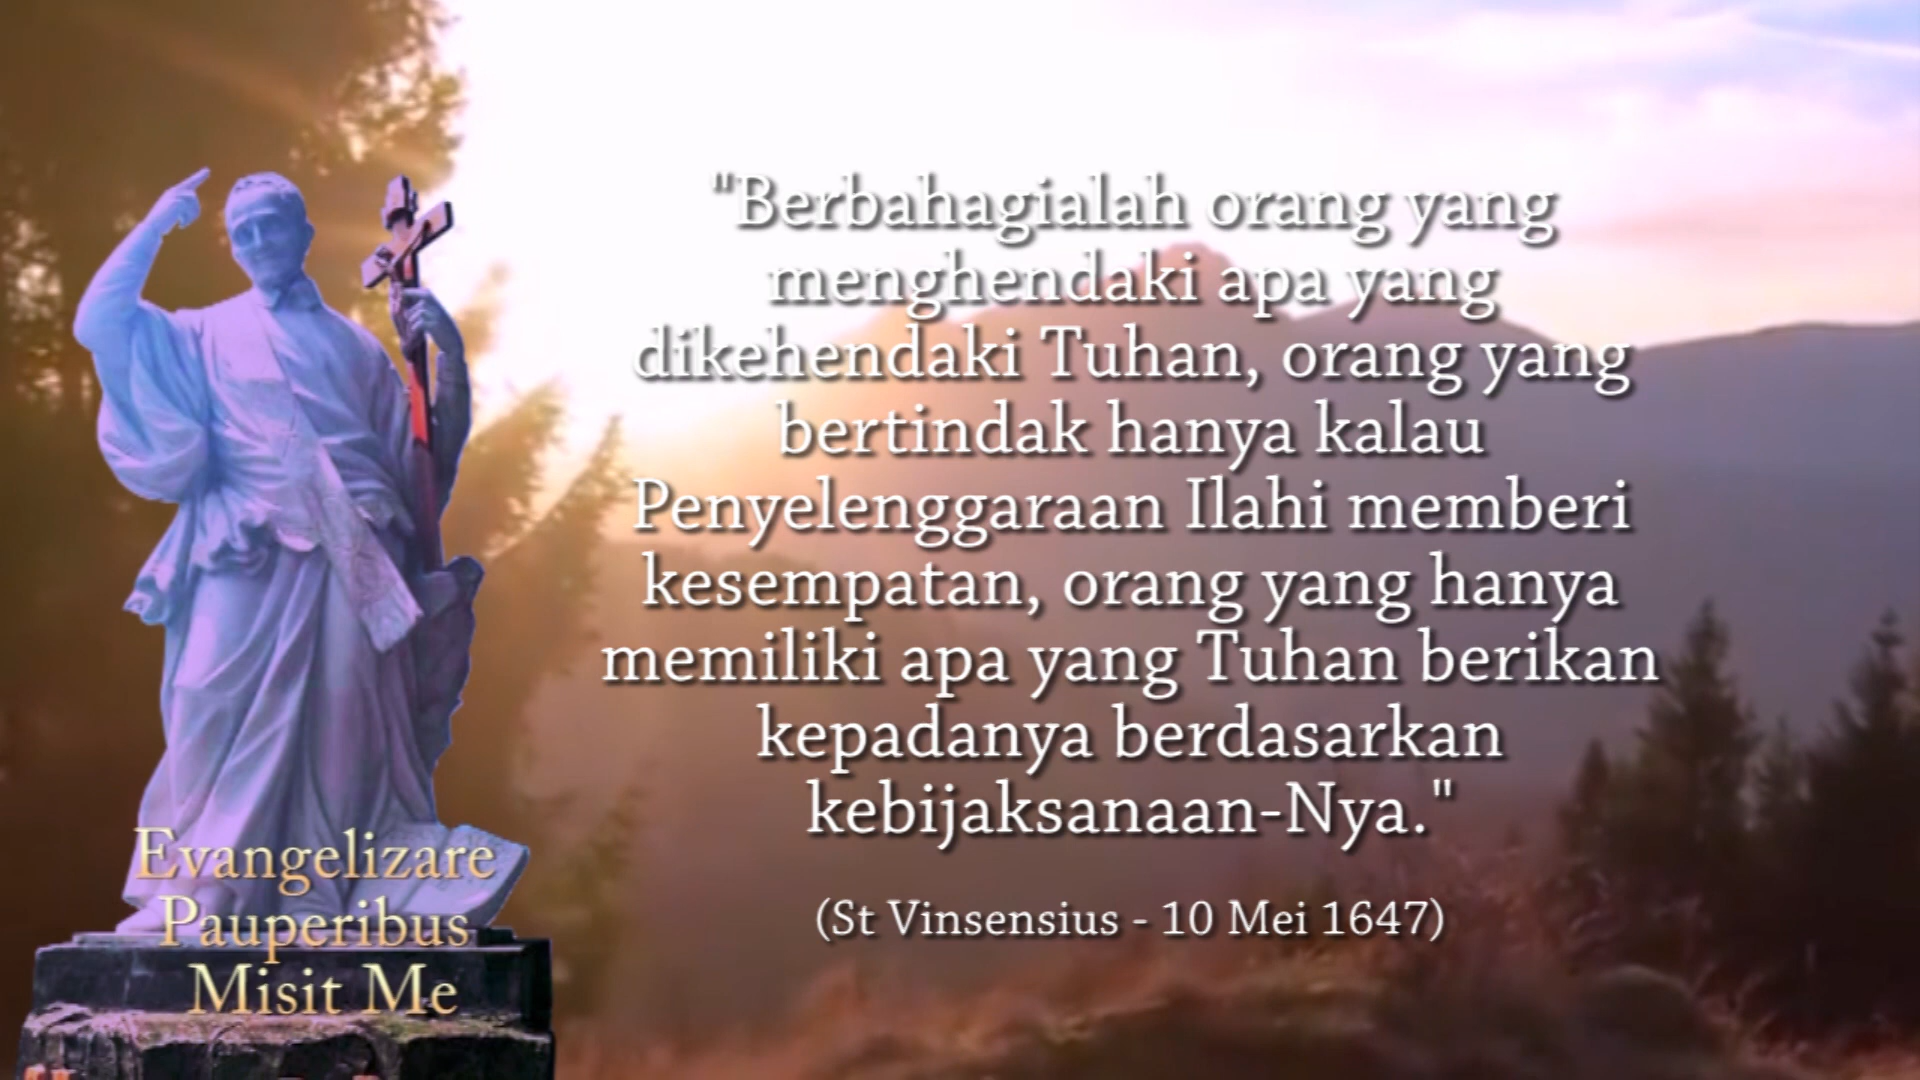 "Berbahagialah orang yang
menghendaki apa yang
dikehendaki Tuhan, orang yang
bertindak hanya kalau
Penyelenggaraan Ilahi memberi
kesempatan, orang yang hanya
memiliki apa yang Tuhan berikan
kepadanya berdasarkan
kebijaksanaan-Nya."
(St Vinsensius - 10 Mei 1647)
Evangelizare
Pauperibus
Misit Me